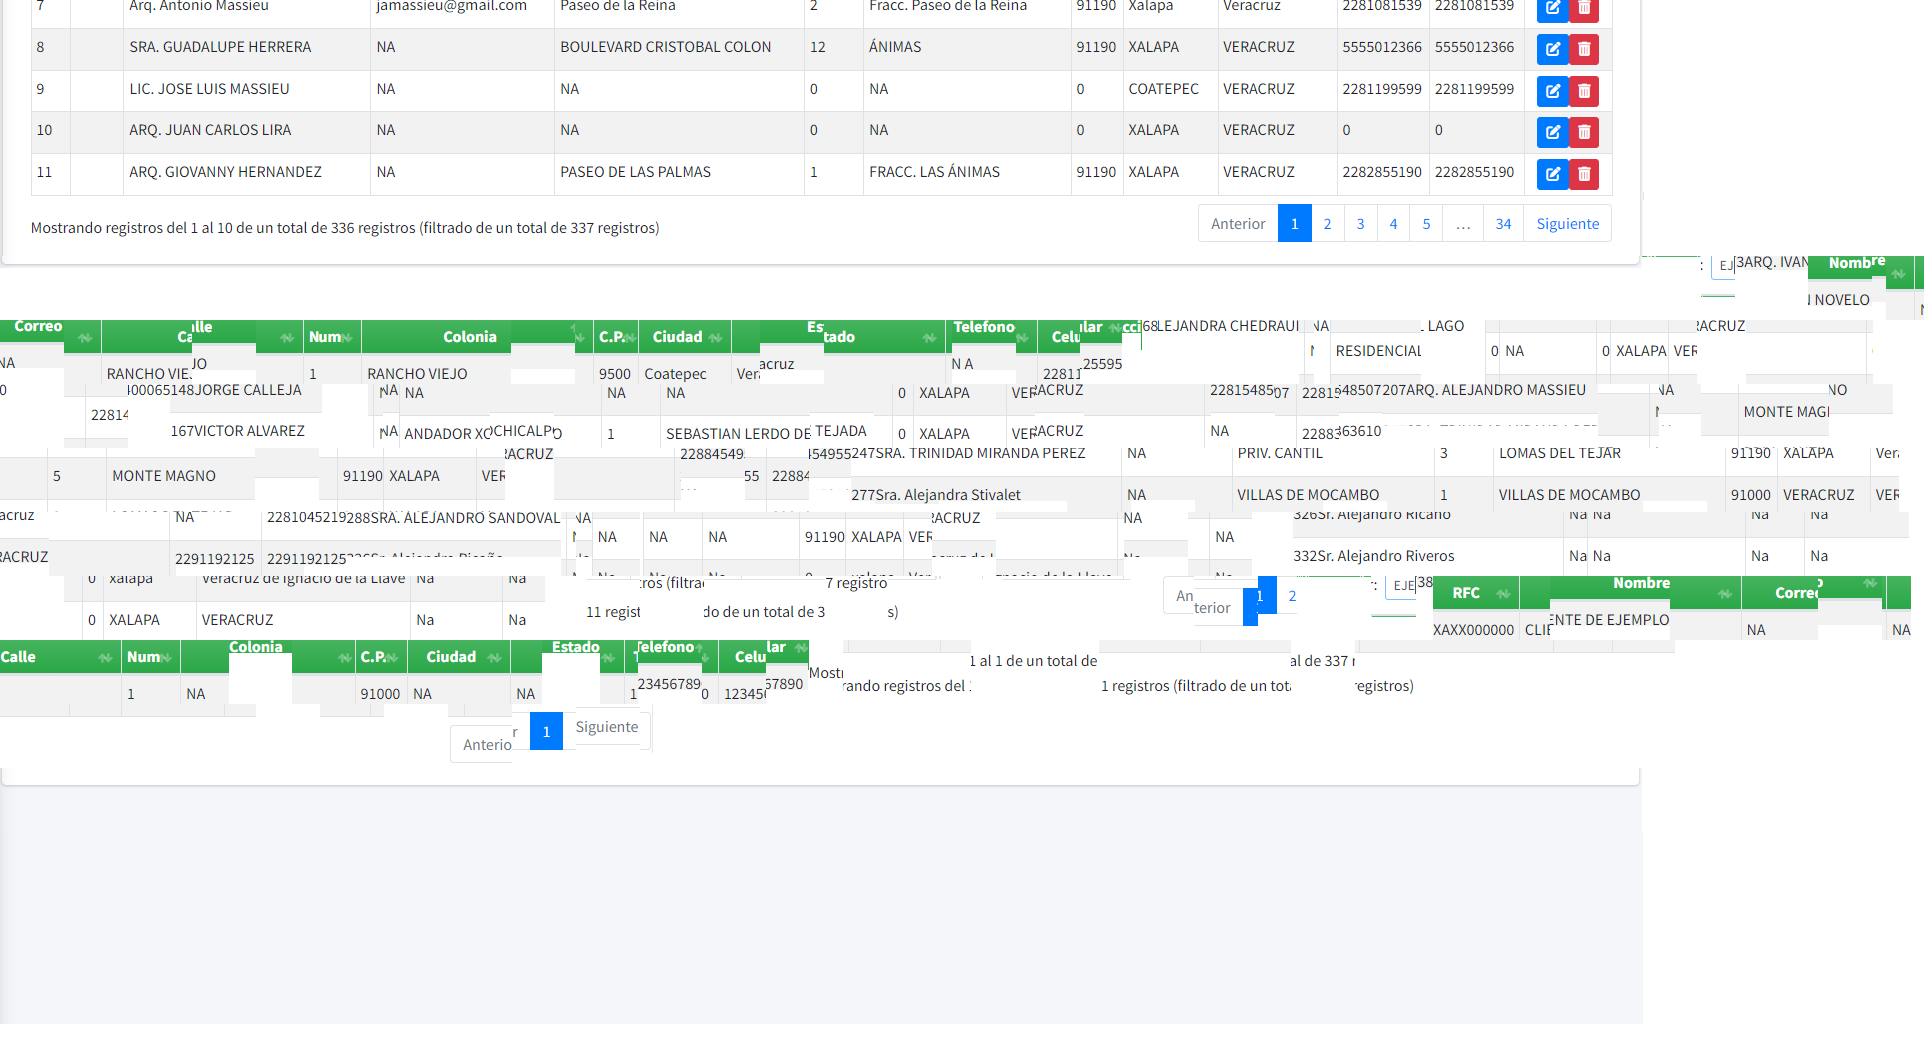 7 Arq. Antonio Massieu jamassieu@gmail.com Paseo de la Reina 2 Fracc. Paseo de la Reina 91190 Xalapa Veracruz 2281081539 2281081539
8 SRA. GUADALUPE HERRERA NA BOULEVARD CRISTOBAL COLON 12 ÁNIMAS 91190 XALAPA VERACRUZ 5555012366 5555012366
9 LIC. JOSE LUIS MASSIEU NA NA 0 NA 0 COATEPEC VERACRUZ 2281199599 2281199599
10 ARQ. JUAN CARLOS LIRA NA NA 0 NA 0 XALAPA VERACRUZ 0 0
11 ARQ. GIOVANNY HERNANDEZ NA PASEO DE LAS PALMAS 1 FRACC. LAS ÁNIMAS 91190 XALAPA VERACRUZ 2282855190 2282855190
Mostrando registros del 1 al 10 de un total de 336 registros (filtrado de un total de 337 registros) Anterior 1 2 3 4 5 ... 34 Siguiente
: EJ 3ARQ. IVAN Nombre
NOVELO
Correo Calle Num Colonia C.P. Ciudad Estado Telefono Celular 68LEJANDRA CHEDRAUI NA LAGO RACRUZ
RESIDENCIAL 0 NA 0 XALAPA VER
NA RANCHO VIEJO 1 RANCHO VIEJO 9500 Coatepec Veracruz N A 22811 25595
400065148JORGE CALLEJA NA NA NA NA 0 XALAPA VERACRUZ 2281548507 2281548507207ARQ. ALEJANDRO MASSIEU NA NO
22814 MONTE MAGI
167VICTOR ALVAREZ NA ANDADOR XOCHICALPO 1 SEBASTIAN LERDO DE TEJADA 0 XALAPA VERACRUZ NA 2288363610
RACRUZ 22884549 454955247SRA. TRINIDAD MIRANDA PEREZ NA PRIV. CANTIL 3 LOMAS DEL TEJAR 91190 XALAPA Vera
5 MONTE MAGNO 91190 XALAPA VER 55 22884
277Sra. Alejandra Stivalet NA VILLAS DE MOCAMBO 1 VILLAS DE MOCAMBO 91000 VERACRUZ VER
acruz NA 2281045219288SRA. ALEJANDRO SANDOVAL NA NA NA NA 91190 XALAPA VERACRUZ NA NA 326Sr. Alejandro Ricaño Na Na Na Na
RACRUZ 2291192125 2291192125 332Sr. Alejandro Riveros Na Na Na Na
0 xalapa Veracruz de Ignacio de la Llave Na Na 7 registro
0 XALAPA VERACRUZ Na Na 11 regist do de un total de 3 s) Anterior 1 2 : EJE 38
RFC Nombre Correo
XAXX000000 CLIENTE DE EJEMPLO NA NA
Calle Num Colonia C.P. Ciudad Estado Telefono Celular
1 NA 91000 NA NA 123456789 0 1234567890
Mostrando registros del 1 al 1 de un total de 1 registros (filtrado de un total de 337 registros)
Anterior 1 Siguiente